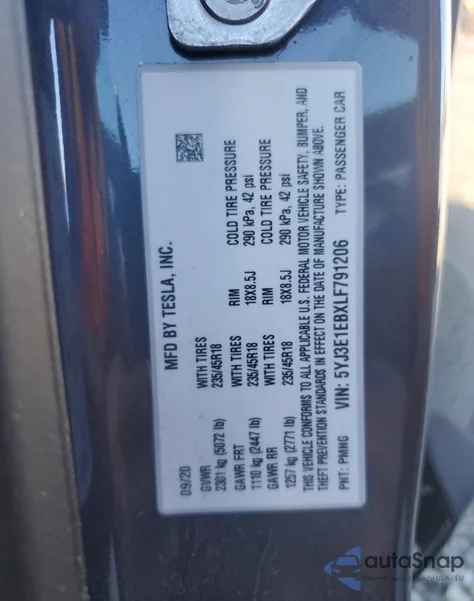 MFD BY TESLA, INC.
09/20
GVWR
2301 kg (5072 lb)
GAWR FRT WITH TIRES RIM COLD TIRE PRESSURE
1110 kg (2447 lb) 235/45R18 18X8.5J 290 kPa, 42 psi
GAWR RR WITH TIRES RIM COLD TIRE PRESSURE
1257 kg (2771 lb) 235/45R18 18X8.5J 290 kPa, 42 psi
THIS VEHICLE CONFORMS TO ALL APPLICABLE U.S. FEDERAL MOTOR VEHICLE SAFETY, BUMPER, AND
THEFT PREVENTION STANDARDS IN EFFECT ON THE DATE OF MANUFACTURE SHOWN ABOVE.
PNT: PMNG VIN: 5YJ3E1EBXLF791206 TYPE: PASSENGER CAR
autoSnap